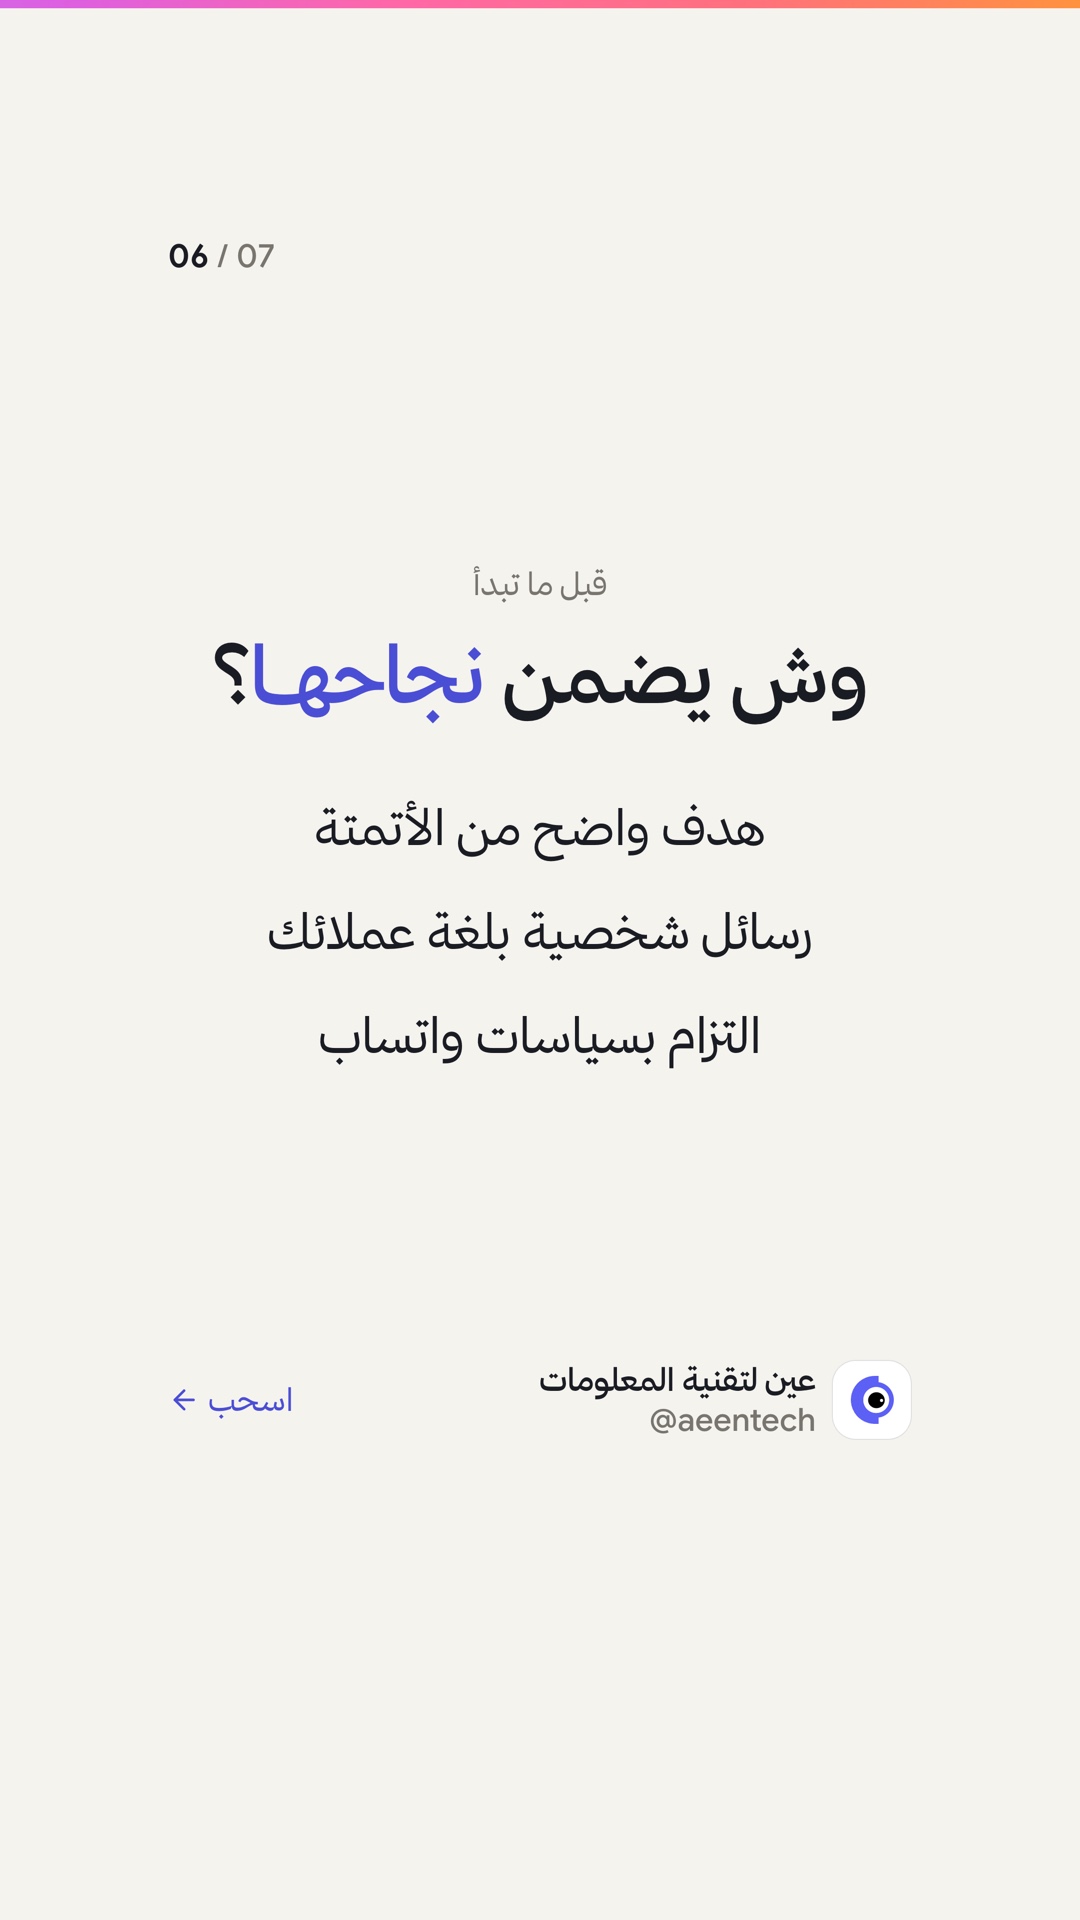 06 / 07
قبل ما تبدأ
وش يضمن نجاحهـا؟
هدف واضح من الأتمتة
رسائل شخصية بلغة عملائك
التزام بسياسات واتساب
عين لتقنية المعلومات
@aeentech
اسحب ←